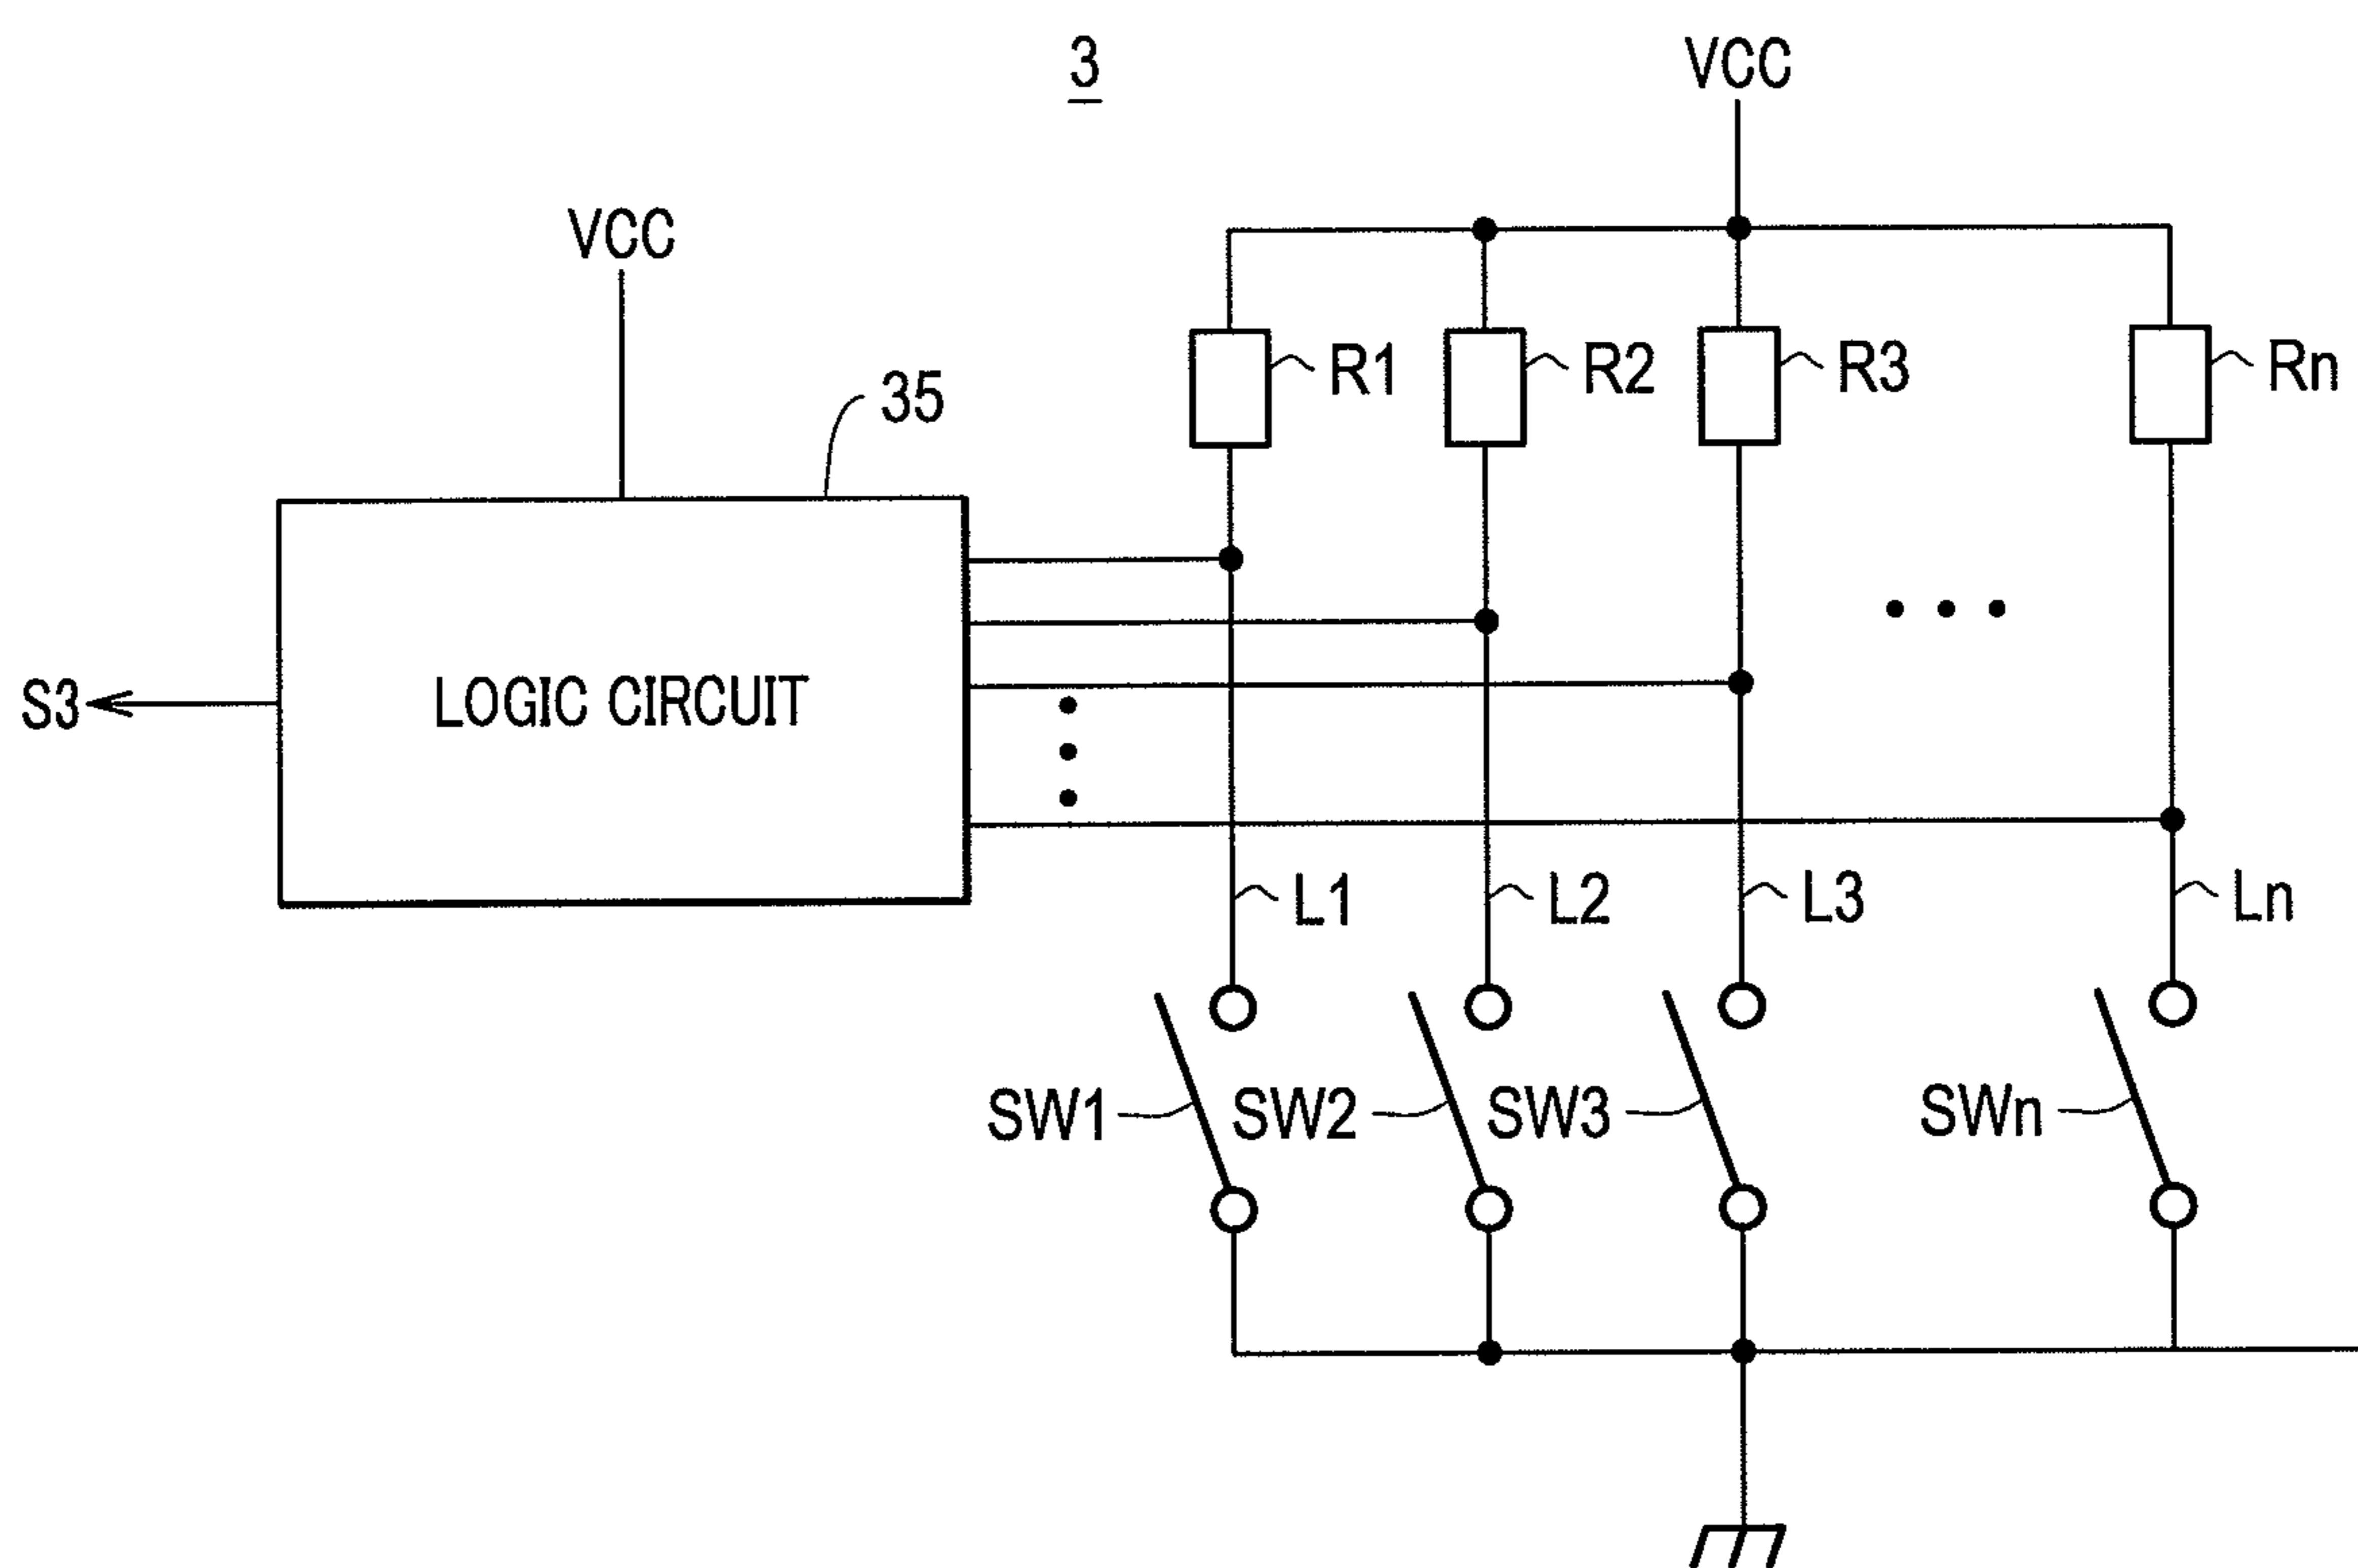 3
VCC
VCC
35
R1
R2
R3
Rn
LOGIC CIRCUIT
S3
L1
L2
L3
Ln
SW1
SW2
SW3
SWn